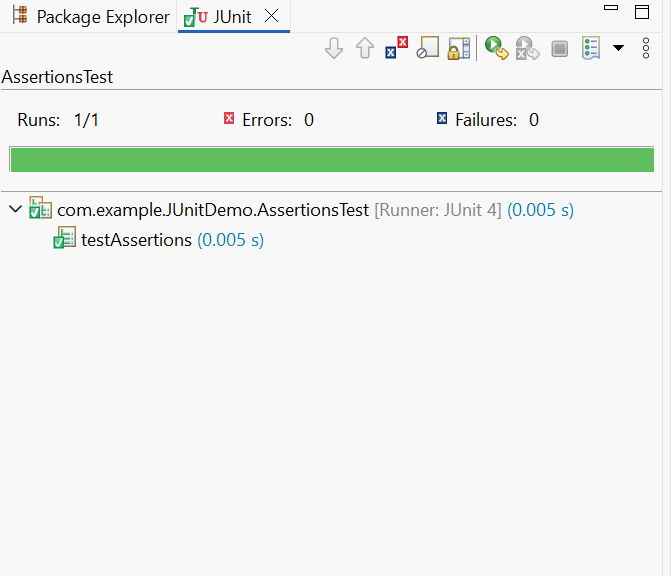 Package Explorer JUnit
AssertionsTest
Runs: 1/1 Errors: 0 Failures: 0
com.example.JUnitDemo.AssertionsTest [Runner: JUnit 4] (0.005 s)
testAssertions (0.005 s)